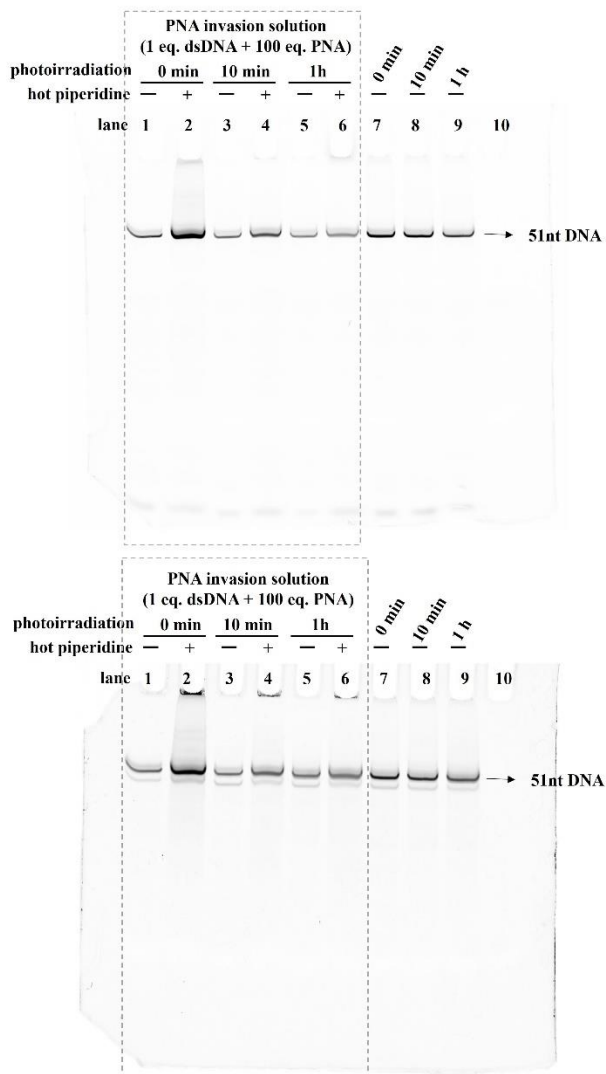 PNA invasion solution
(1 eq. dsDNA + 100 eq. PNA)
photoirradiation 0 min 10 min 1h 0 min 10 min 1 h
hot piperidine — + — + — +
lane 1 2 3 4 5 6 7 8 9 10
51nt DNA
PNA invasion solution
(1 cq. dsDNA + 100 cq. PNA)
photoirradiation 0 min 10 min 1h 0 min 10 min 1 h
hot piperidine — + — + — +
lane 1 2 3 4 5 6 7 8 9 10
51nt DNA